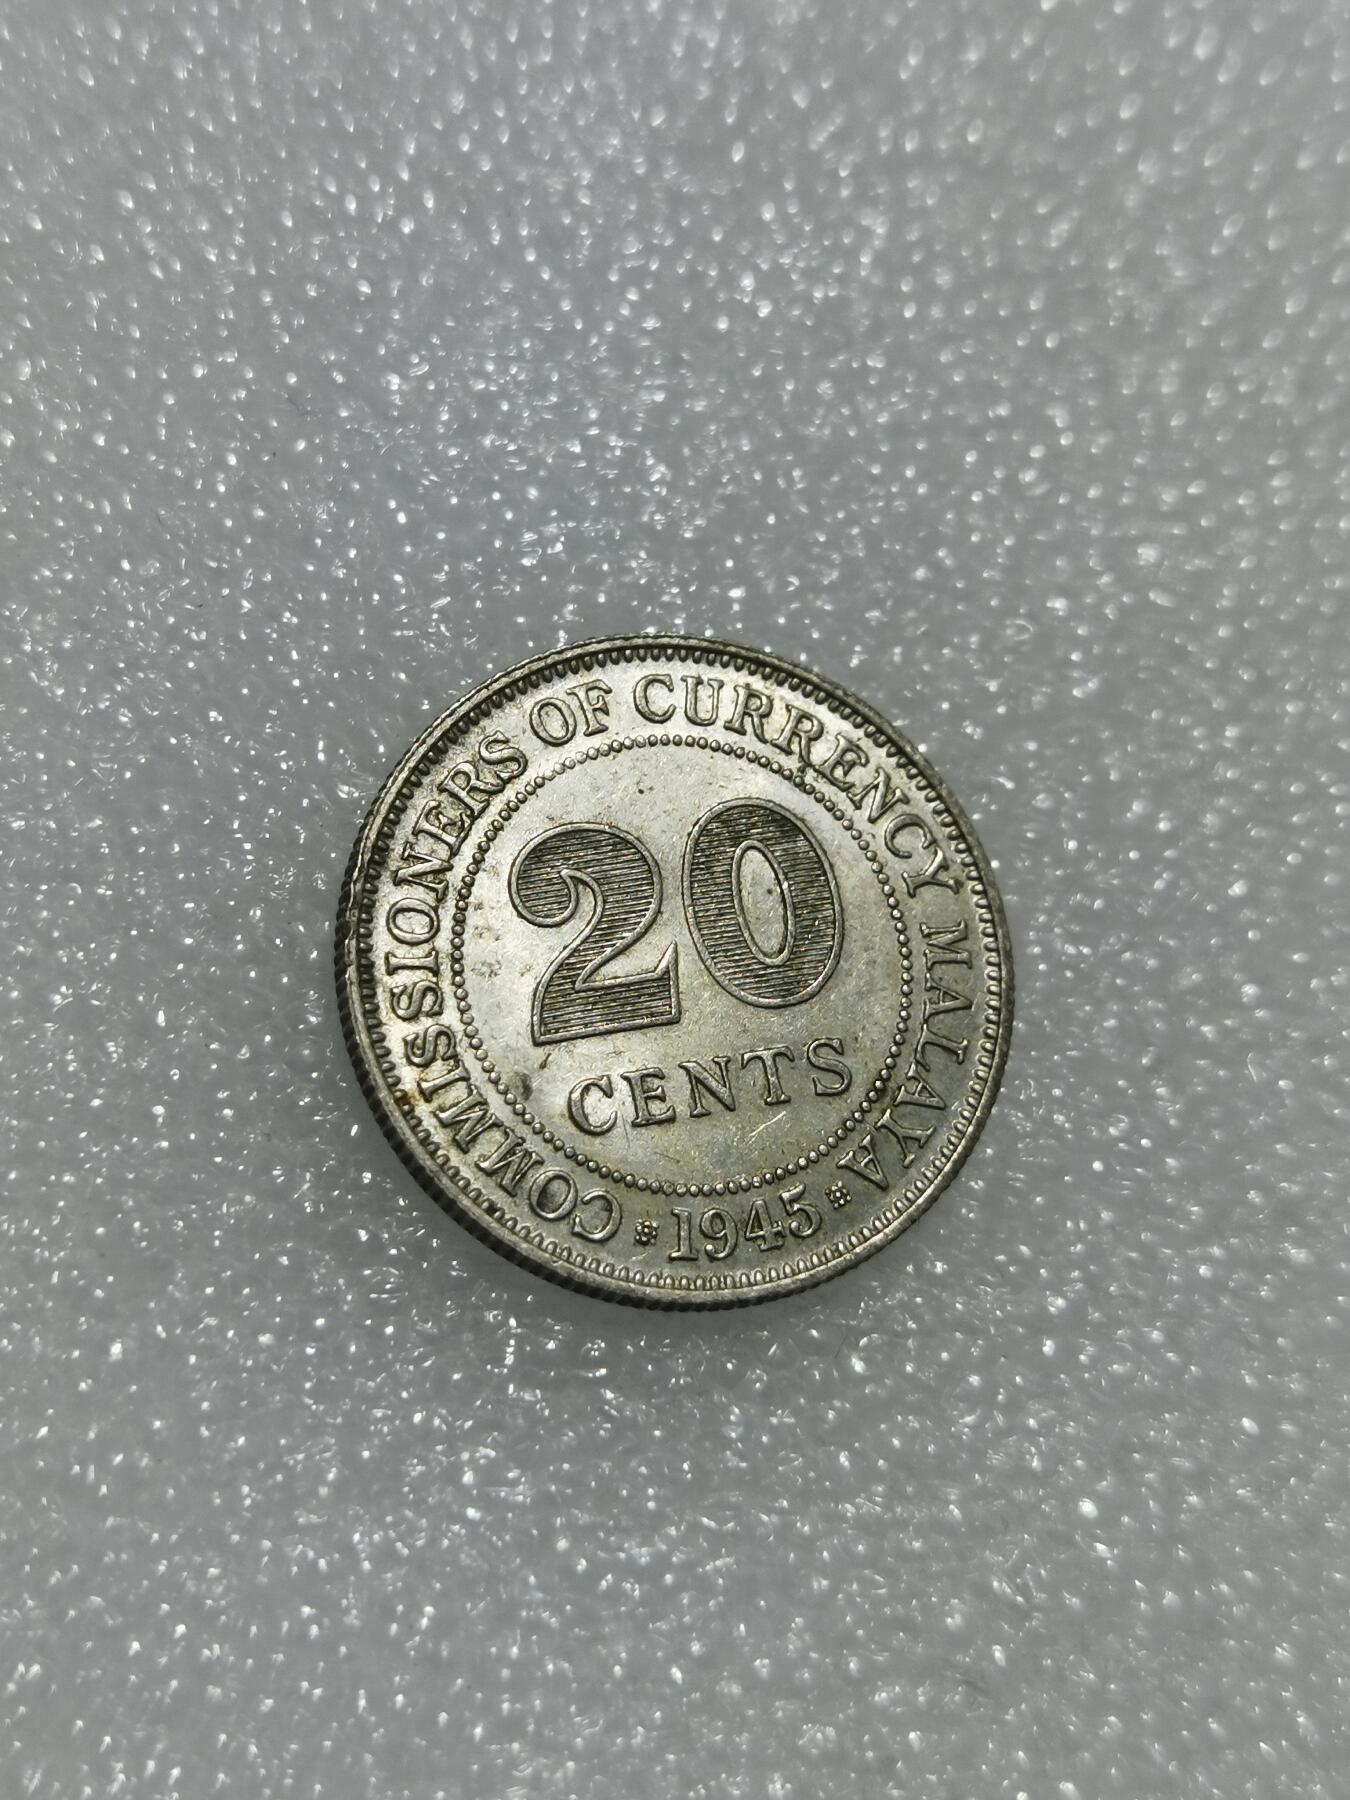 COMMISSIONERS OF CURRENCY MALAYA
20
CENTS
1945